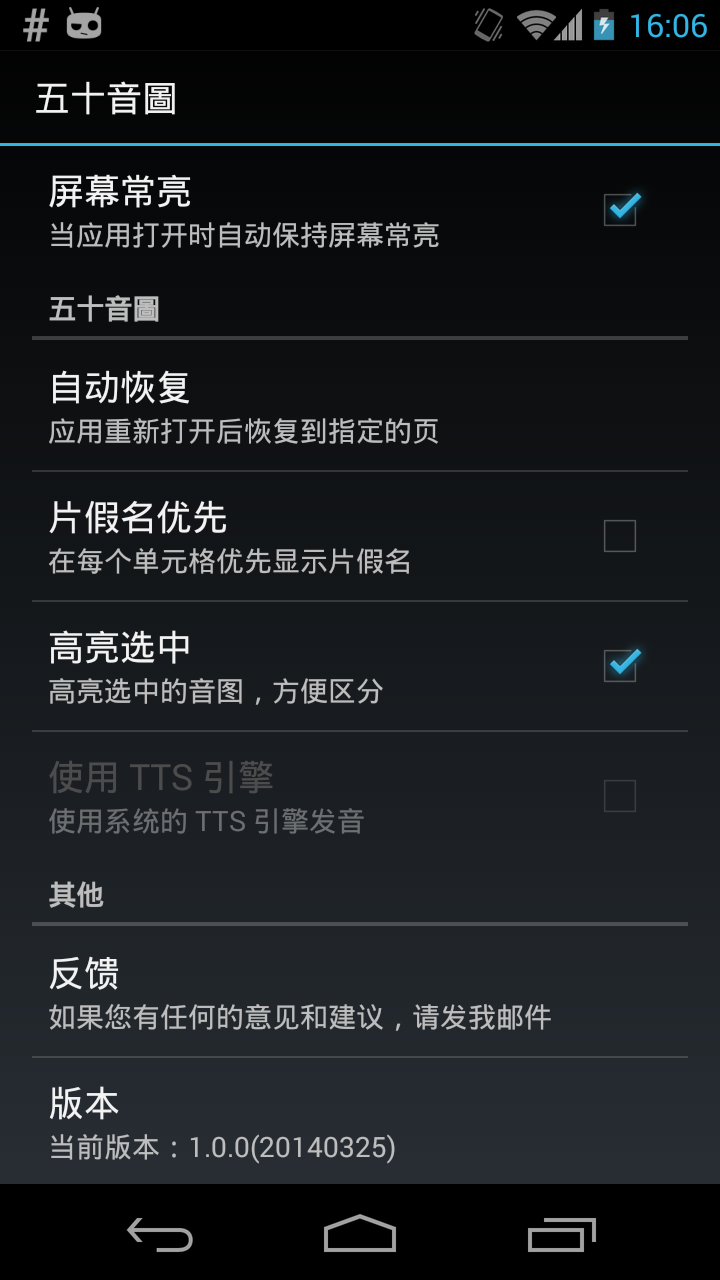 # 16:06
五十音圖
屏幕常亮
当应用打开时自动保持屏幕常亮
五十音圖
自动恢复
应用重新打开后恢复到指定的页
片假名优先
在每个单元格优先显示片假名
高亮选中
高亮选中的音图，方便区分
使用 TTS 引擎
使用系统的 TTS 引擎发音
其他
反馈
如果您有任何的意见和建议，请发我邮件
版本
当前版本：1.0.0(20140325)